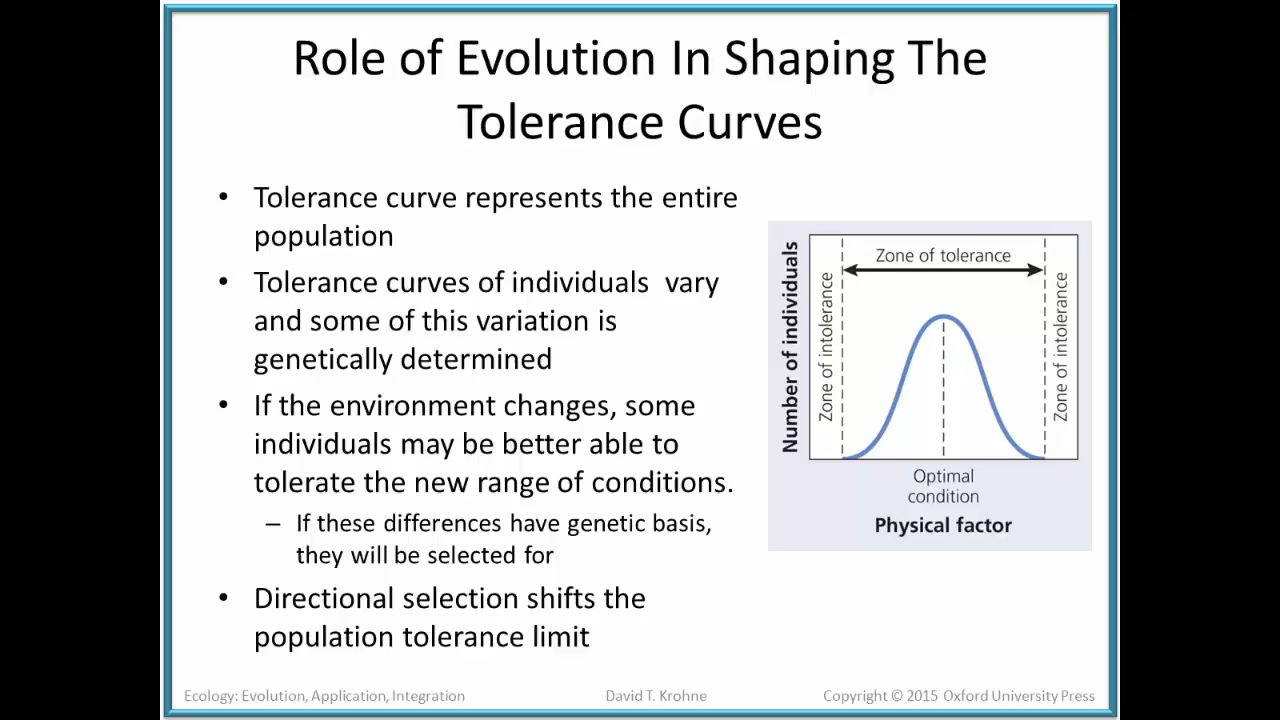 Role of Evolution In Shaping The
Tolerance Curves
• Tolerance curve represents the entire
population
• Tolerance curves of individuals  vary
and some of this variation is
genetically determined
• If the environment changes, some
individuals may be better able to
tolerate the new range of conditions.
– If these differences have genetic basis,
they will be selected for
• Directional selection shifts the
population tolerance limit
Number of individuals
Zone of intolerance
Zone of tolerance
Zone of intolerance
Optimal
condition
Physical factor
Ecology: Evolution, Application, Integration
David T. Krohne
Copyright © 2015 Oxford University Press